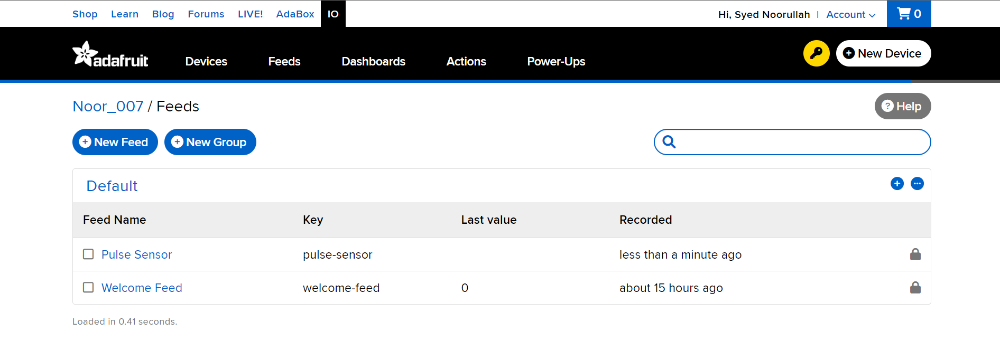 Shop Learn Blog Forums LIVE! AdaBox IO Hi, Syed Noorullah | Account 0
adafruit Devices Feeds Dashboards Actions Power-Ups New Device
Noor_007 / Feeds Help
New Feed New Group
Default
Feed Name Key Last value Recorded
Pulse Sensor pulse-sensor less than a minute ago
Welcome Feed welcome-feed 0 about 15 hours ago
Loaded in 0.41 seconds.